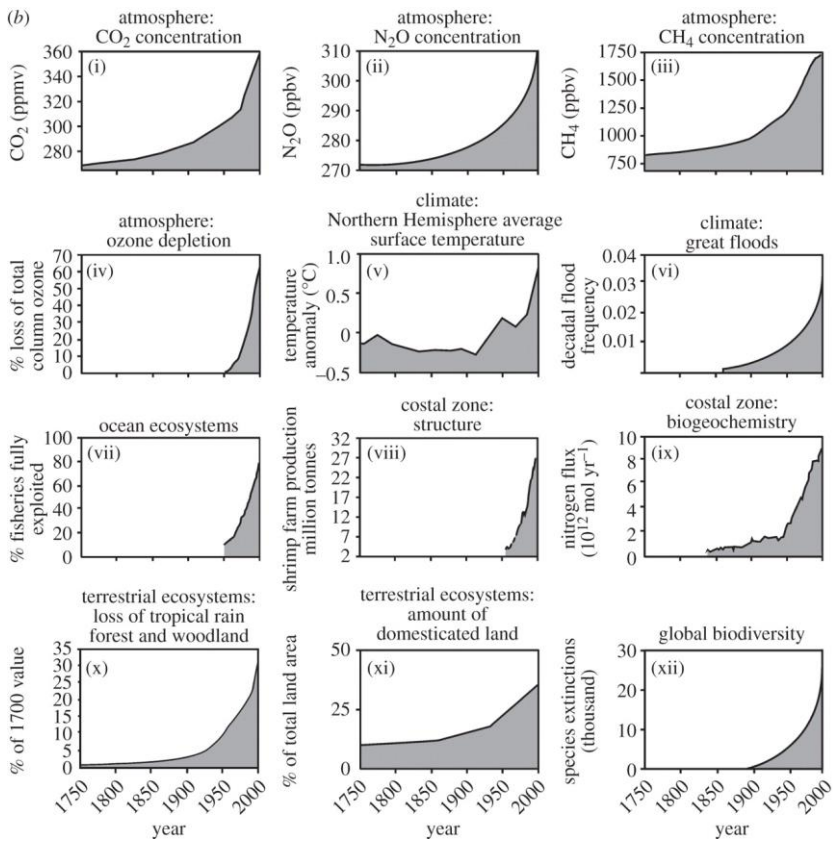 (b)
atmosphere:
CO2 concentration
360
340
320
300
280
CO2 (ppmv)
(i)
atmosphere:
N2O concentration
310
300
290
280
270
N2O (ppbv)
(ii)
atmosphere:
CH4 concentration
1750
1500
1250
1000
750
CH4 (ppbv)
(iii)
atmosphere:
ozone depletion
70
60
50
40
30
20
10
0
% loss of total
column ozone
(iv)
climate:
Northern Hemisphere average
surface temperature
1.0
0.5
0
–0.5
temperature
anomaly (°C)
(v)
climate:
great floods
0.04
0.03
0.02
0.01
decadal flood
frequency
(vi)
ocean ecosystems
100
80
60
40
20
0
% fisheries fully
exploited
(vii)
costal zone:
structure
32
27
22
17
12
7
2
shrimp farm production
million tonnes
(viii)
costal zone:
biogeochemistry
10
8
6
4
2
0
nitrogen flux
(10¹² mol yr⁻¹)
(ix)
terrestrial ecosystems:
loss of tropical rain
forest and woodland
35
30
25
20
15
10
5
0
% of 1700 value
(x)
1750 1800 1850 1900 1950 2000
year
terrestrial ecosystems:
amount of
domesticated land
50
25
0
% of total land area
(xi)
1750 1800 1850 1900 1950 2000
year
global biodiversity
30
20
10
0
species extinctions
(thousand)
(xii)
1750 1800 1850 1900 1950 2000
year